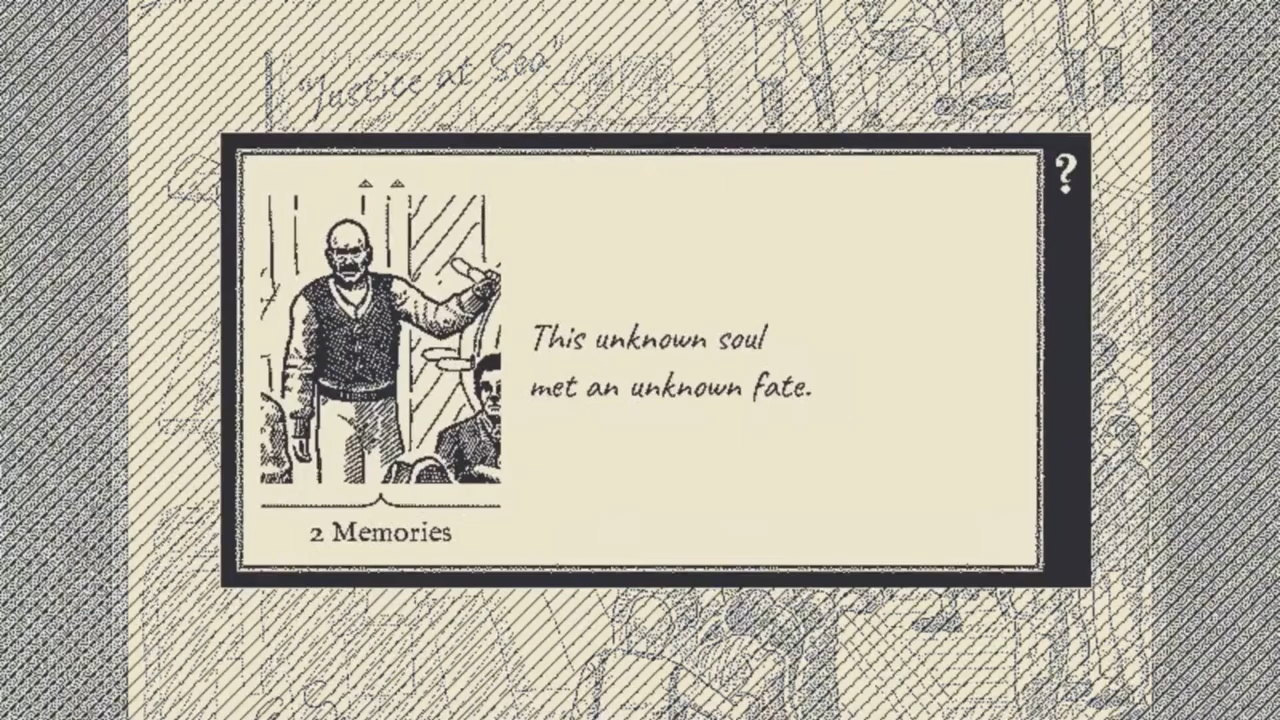 "Justice at Sea"
?
This unknown soul
met an unknown fate.
2 Memories